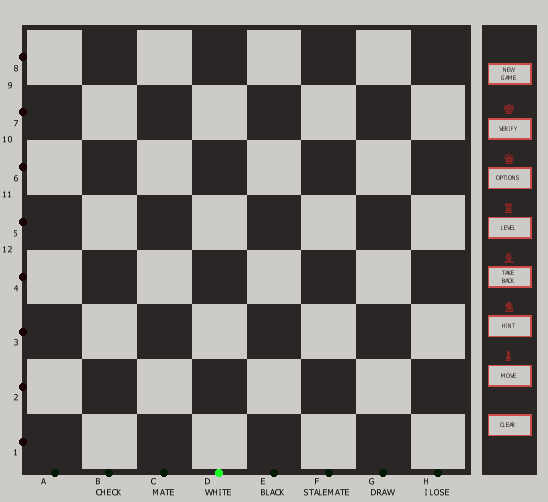 8
9
7
10
6
11
5
12
4
3
2
1
A B C D E F G H
CHECK MATE WHITE BLACK STALEMATE DRAW I LOSE
NEW
GAME
VERIFY
OPTIONS
LEVEL
TAKE
BACK
HINT
MOVE
CLEAR